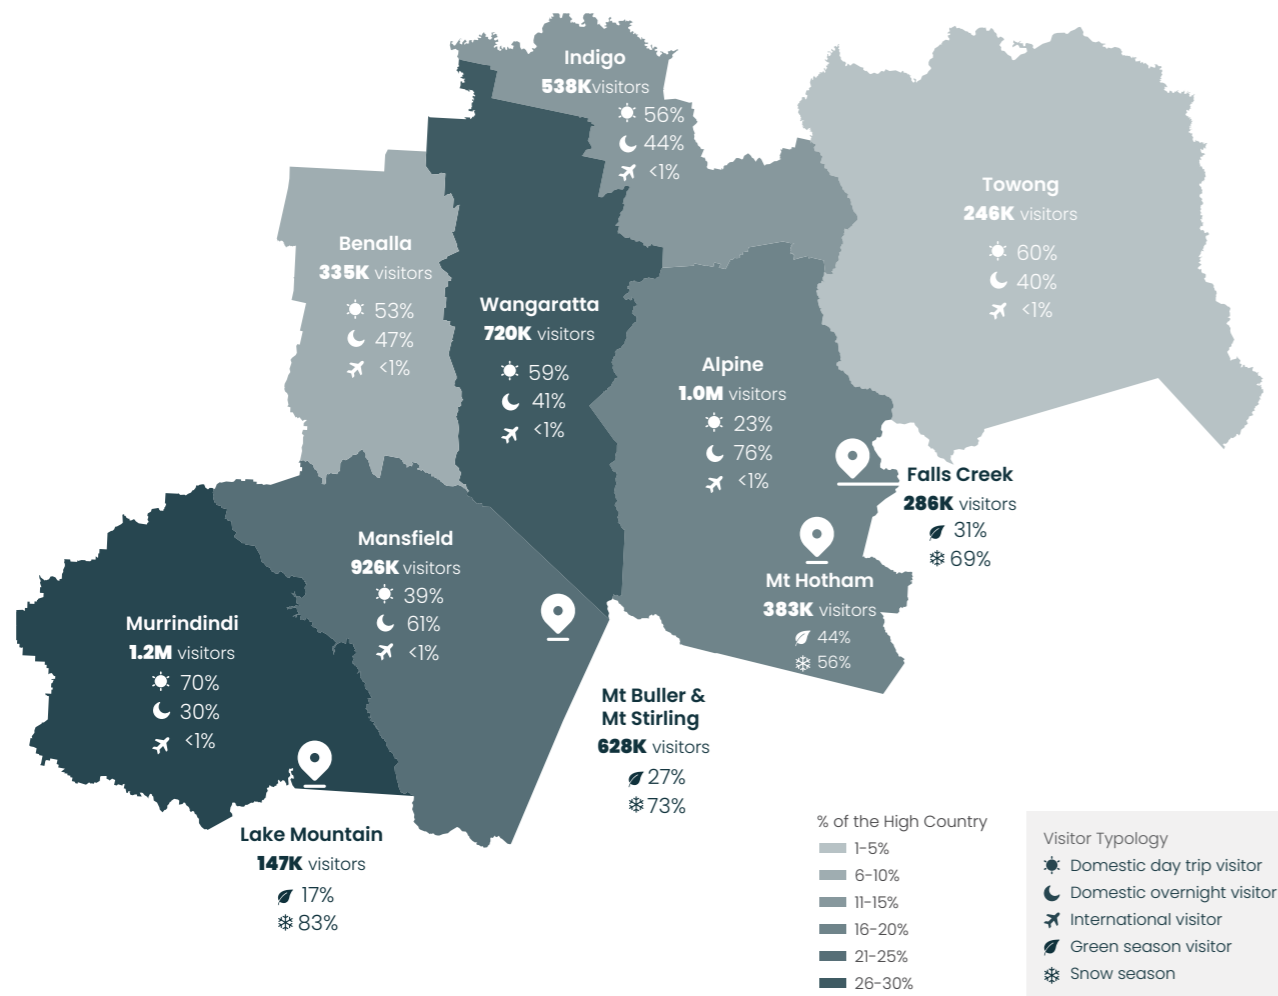 Indigo
538Kvisitors
56%
44%
<1%
Towong
246K visitors
60%
40%
<1%
Benalla
335K visitors
53%
47%
<1%
Wangaratta
720K visitors
59%
41%
<1%
Alpine
1.0M visitors
23%
76%
<1%
Falls Creek
286K visitors
31%
69%
Mansfield
926K visitors
39%
61%
<1%
Mt Hotham
383K visitors
44%
56%
Murrindindi
1.2M visitors
70%
30%
<1%
Mt Buller &
Mt Stirling
628K visitors
27%
73%
Lake Mountain
147K visitors
17%
83%
% of the High Country
1-5%
6-10%
11-15%
16-20%
21-25%
26-30%
Visitor Typology
Domestic day trip visitor
Domestic overnight visitor
International visitor
Green season visitor
Snow season